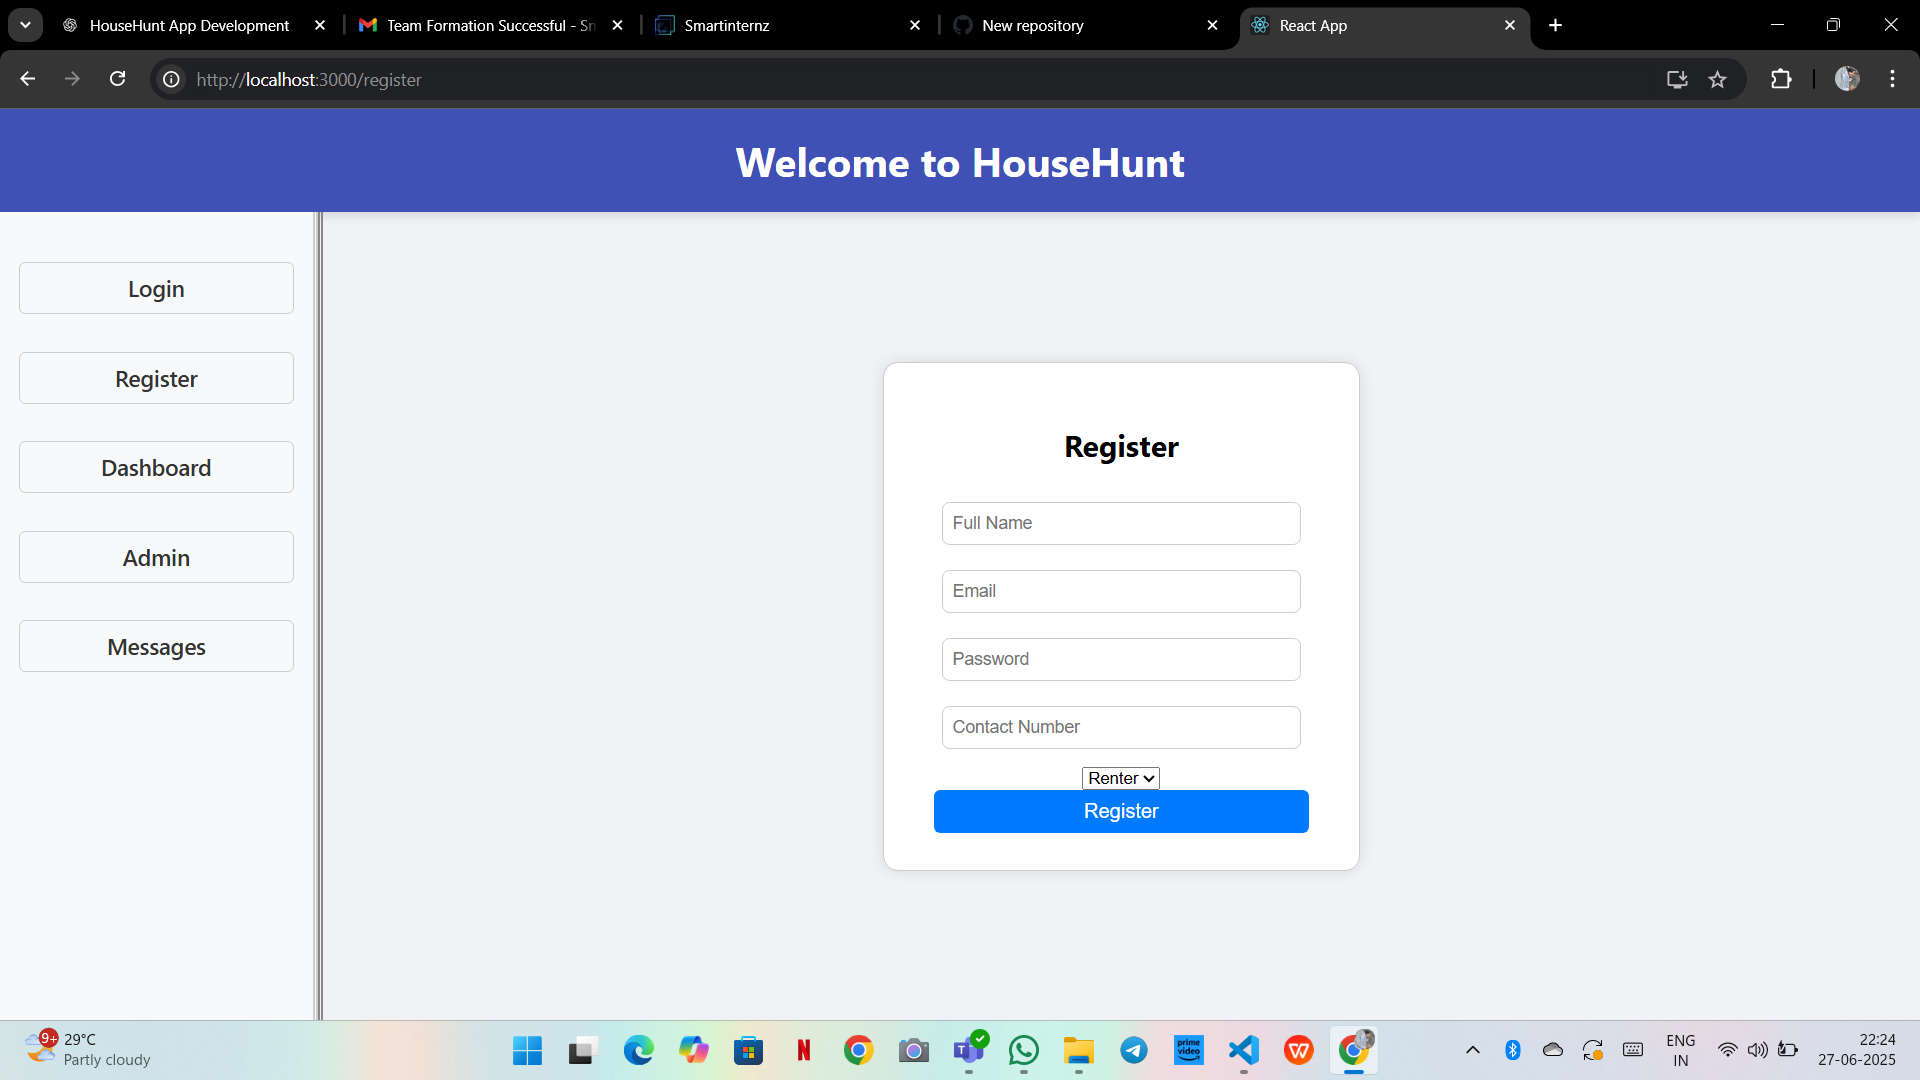 HouseHunt App Development
Team Formation Successful - Sn
Smartinternz
New repository
React App
http://localhost:3000/register
Welcome to HouseHunt
Login
Register
Dashboard
Admin
Messages
Register
Full Name
Email
Password
Contact Number
Renter
Register
9+
29°C
Partly cloudy
prime
video
ENG
IN
22:24
27-06-2025